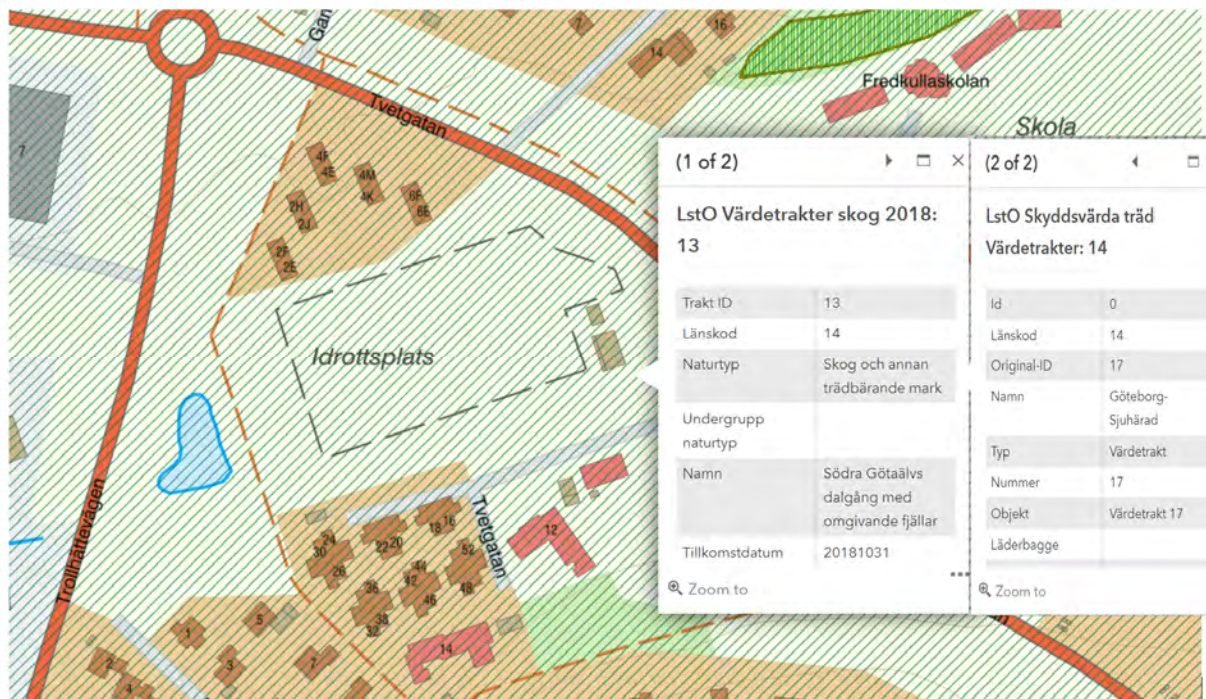 7
14
16
Gan
Tvetgatan
Fredkullaskolan
Skola
7
4F
4E
4M
4K
6F
6E
2H
2J
2F
2E
Idrottsplats
Trollhättevägen
Tvetgatan
12
18 16
24
30
26
22 20
52
44
42
48
46
36
38
32
14
1
5
3
7
2
4
(1 of 2)
LstO Värdetrakter skog 2018:
13
Trakt ID 13
Länskod 14
Naturtyp Skog och annan
trädbärande mark
Undergrupp
naturtyp
Namn Södra Götaälvs
dalgång med
omgivande fjällar
Tillkomstdatum 20181031
Zoom to
(2 of 2)
LstO Skyddsvärda träd
Värdetrakter: 14
Id 0
Länskod 14
Original-ID 17
Namn Göteborg-
Sjuhärad
Typ Värdetrakt
Nummer 17
Objekt Värdetrakt 17
Läderbagge
Zoom to